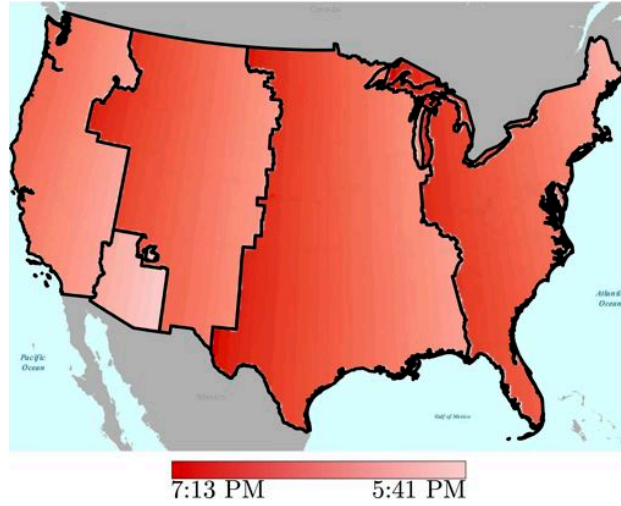 Canada
Pacific
Ocean
Mexico
Gulf of Mexico
Atlantic
Ocean
7:13 PM 5:41 PM